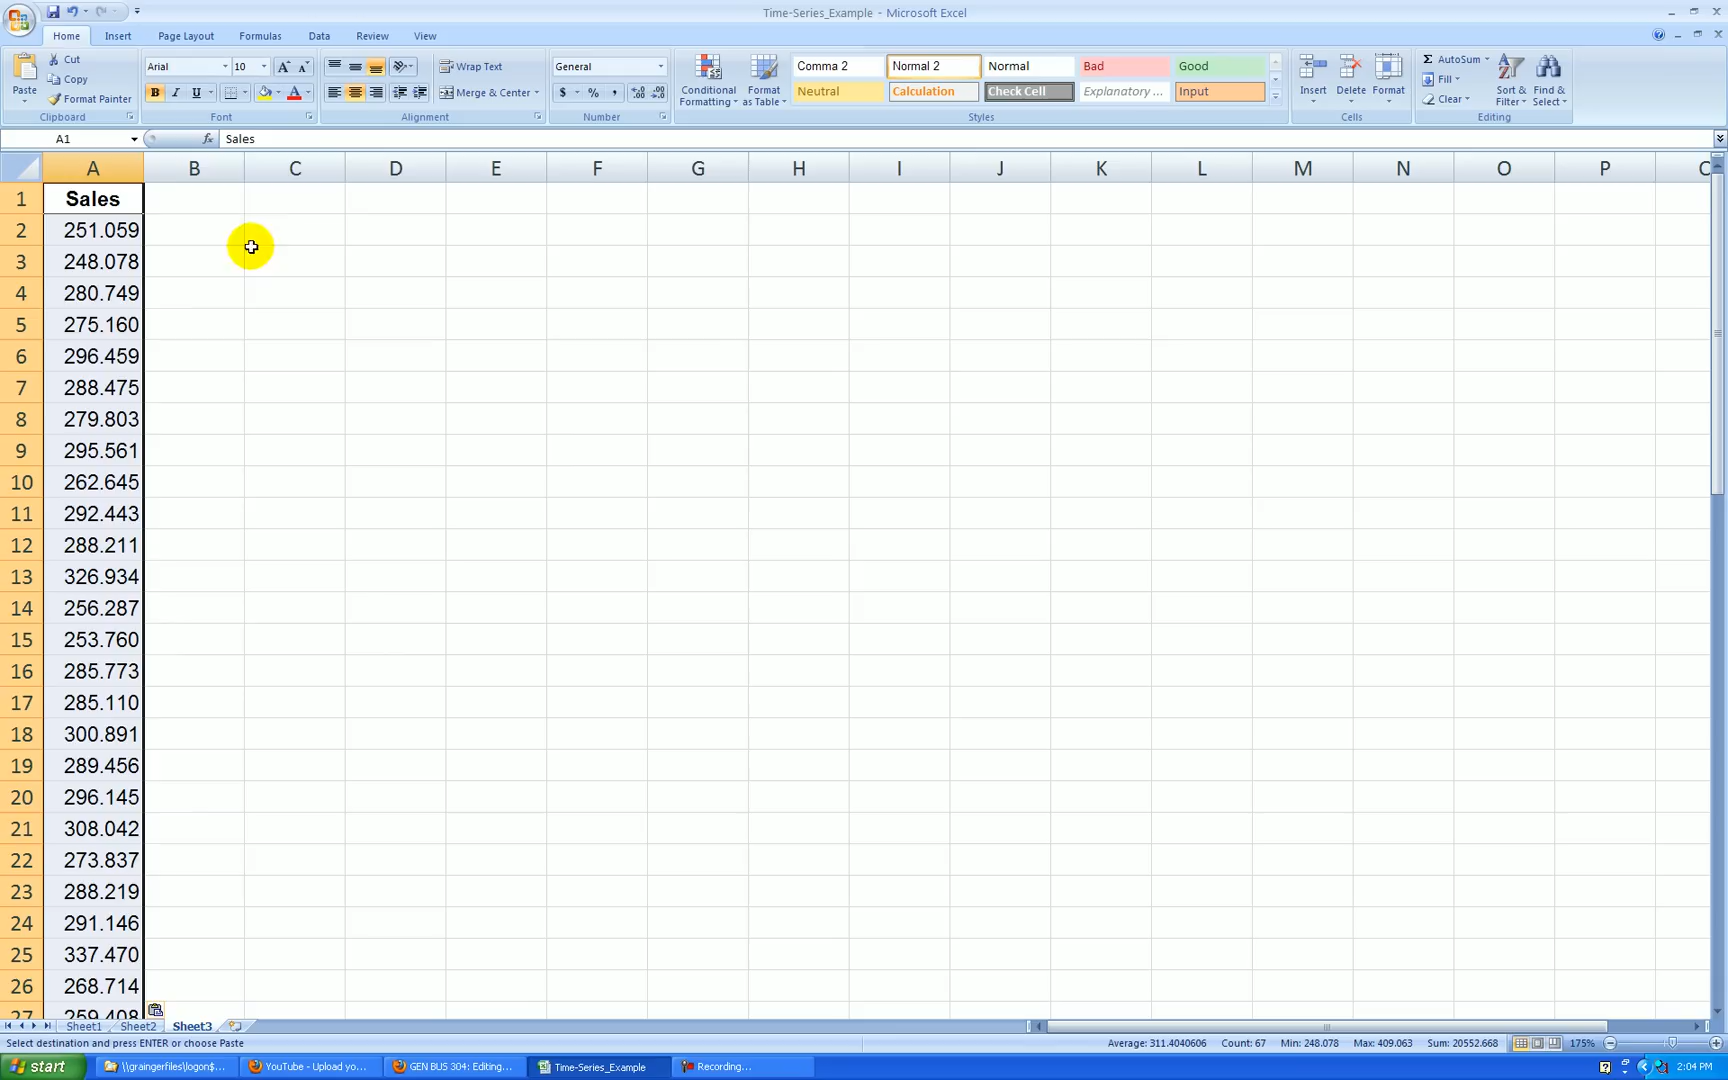 Time-Series_Example - Microsoft Excel
Home Insert Page Layout Formulas Data Review View
Paste
Cut
Copy
Format Painter
Clipboard
Arial 10
B I U
Font
Wrap Text
Merge & Center
Alignment
General
$ % ,
Number
Conditional Formatting
Format as Table
Comma 2 Normal 2 Normal Bad Good
Neutral Calculation Check Cell Explanatory ... Input
Styles
Insert Delete Format
Cells
Σ AutoSum
Fill
Clear
Sort & Filter
Find & Select
Editing
A1 fx Sales
A B C D E F G H I J K L M N O P
1 Sales
2 251.059
3 248.078
4 280.749
5 275.160
6 296.459
7 288.475
8 279.803
9 295.561
10 262.645
11 292.443
12 288.211
13 326.934
14 256.287
15 253.760
16 285.773
17 285.110
18 300.891
19 289.456
20 296.145
21 308.042
22 273.837
23 288.219
24 291.146
25 337.470
26 268.714
27 259.408
Sheet1 Sheet2 Sheet3
Select destination and press ENTER or choose Paste Average: 311.4040606 Count: 67 Min: 248.078 Max: 409.063 Sum: 20552.668 175%
start \\graingerfiles\logon$... YouTube - Upload yo... GEN BUS 304: Editing... Time-Series_Example Recording... 2:04 PM